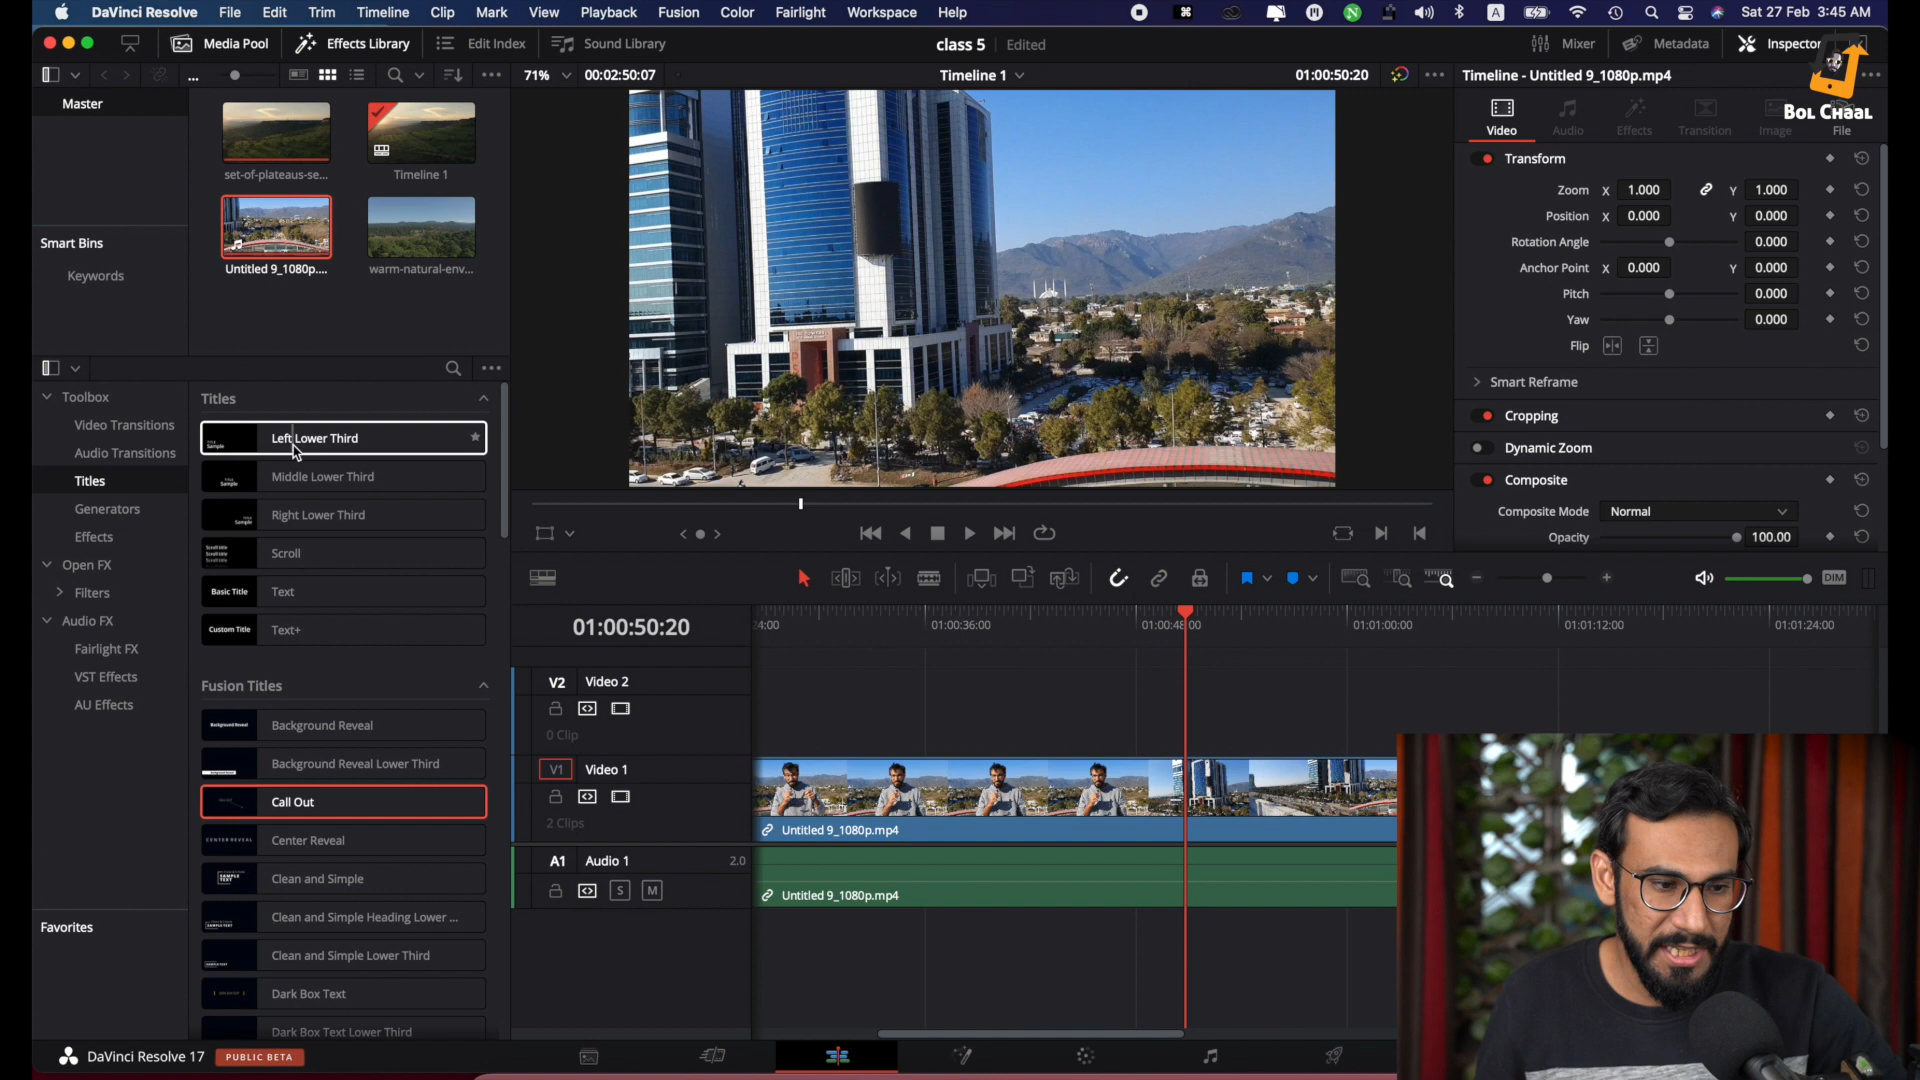 DaVinci Resolve File Edit Trim Timeline Clip Mark View Playback Fusion Color Fairlight Workspace Help Sat 27 Feb 3:45 AM
Media Pool Effects Library Edit Index Sound Library class 5 Edited Mixer Metadata Inspector
71% 00:02:50:07 Timeline 1 01:00:50:20 Timeline - Untitled 9_1080p.mp4
BOL CHAAL
Video Audio Effects Transition Image File
Master
set-of-plateaus-se... Timeline 1
Smart Bins
Keywords
Untitled 9_1080p.... warm-natural-env...
Transform
Zoom X 1.000 Y 1.000
Position X 0.000 Y 0.000
Rotation Angle 0.000
Anchor Point X 0.000 Y 0.000
Pitch 0.000
Yaw 0.000
Flip
Smart Reframe
Cropping
Dynamic Zoom
Composite
Composite Mode Normal
Opacity 100.00
Toolbox
Video Transitions
Audio Transitions
Titles
Generators
Effects
Open FX
Filters
Audio FX
Fairlight FX
VST Effects
AU Effects
Favorites
Titles
Left Lower Third
Middle Lower Third
Right Lower Third
Scroll
Basic Title Text
Custom Title Text+
Fusion Titles
Background Reveal
Background Reveal Lower Third
Call Out
CENTER REVEAL Center Reveal
SAMPLE TEXT Clean and Simple
Clean and Simple Heading Lower ...
Clean and Simple Lower Third
Dark Box Text
Dark Box Text Lower Third
DIM
01:00:50:20 24:00 01:00:36:00 01:00:48:00 01:01:00:00 01:01:12:00 01:01:24:00
V2 Video 2
0 Clip
V1 Video 1
2 Clips
Untitled 9_1080p.mp4
A1 Audio 1 2.0
S M
Untitled 9_1080p.mp4
DaVinci Resolve 17 PUBLIC BETA